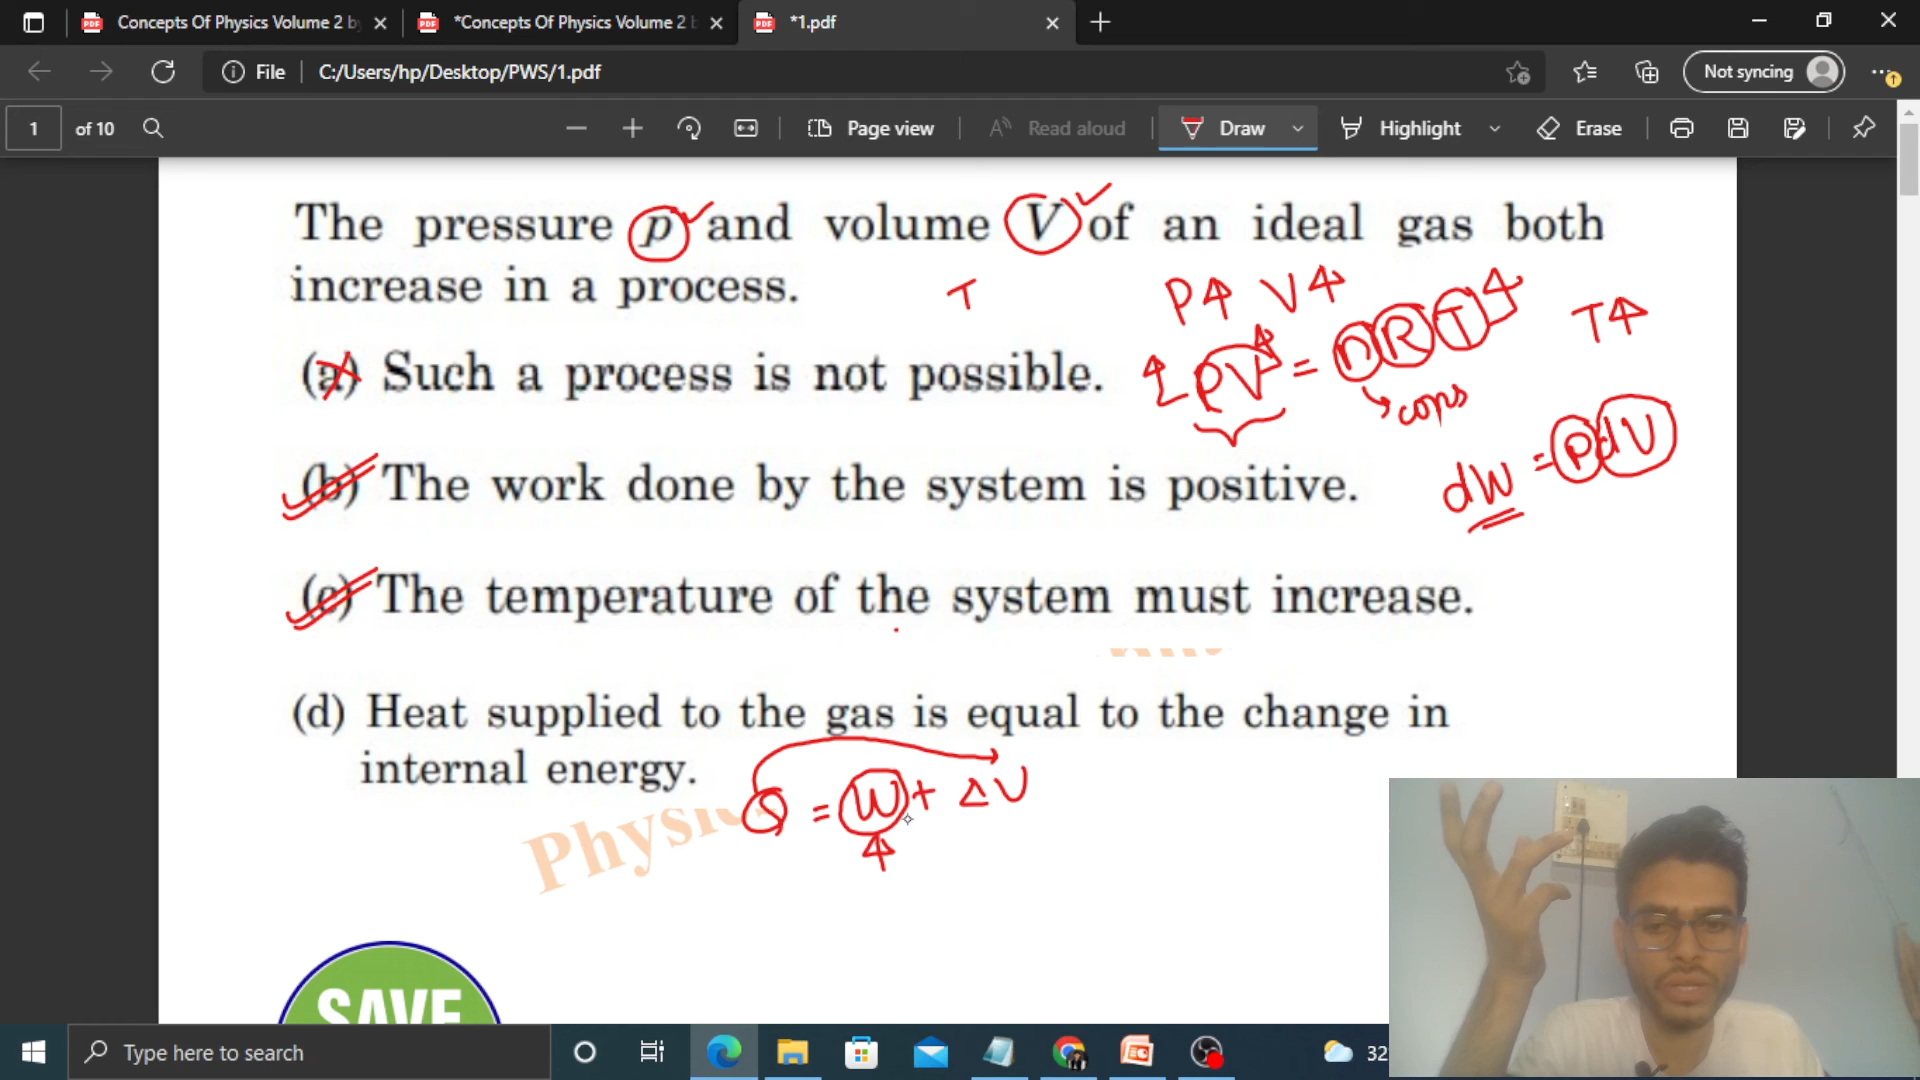 Concepts Of Physics Volume 2 by
*Concepts Of Physics Volume 2 b
*1.pdf
File
C:/Users/hp/Desktop/PWS/1.pdf
Not syncing
1 of 10
Page view
Read aloud
Draw
Highlight
Erase
The pressure p and volume V of an ideal gas both
increase in a process.
T
P↑ V↑
T↑
(a) Such a process is not possible.
↑ PV↑ = nRT↑
cons
(b) The work done by the system is positive.
dW = PdV
(c) The temperature of the system must increase.
(d) Heat supplied to the gas is equal to the change in
internal energy.
Q = W + ΔU
Physics
SAVE
Type here to search
32